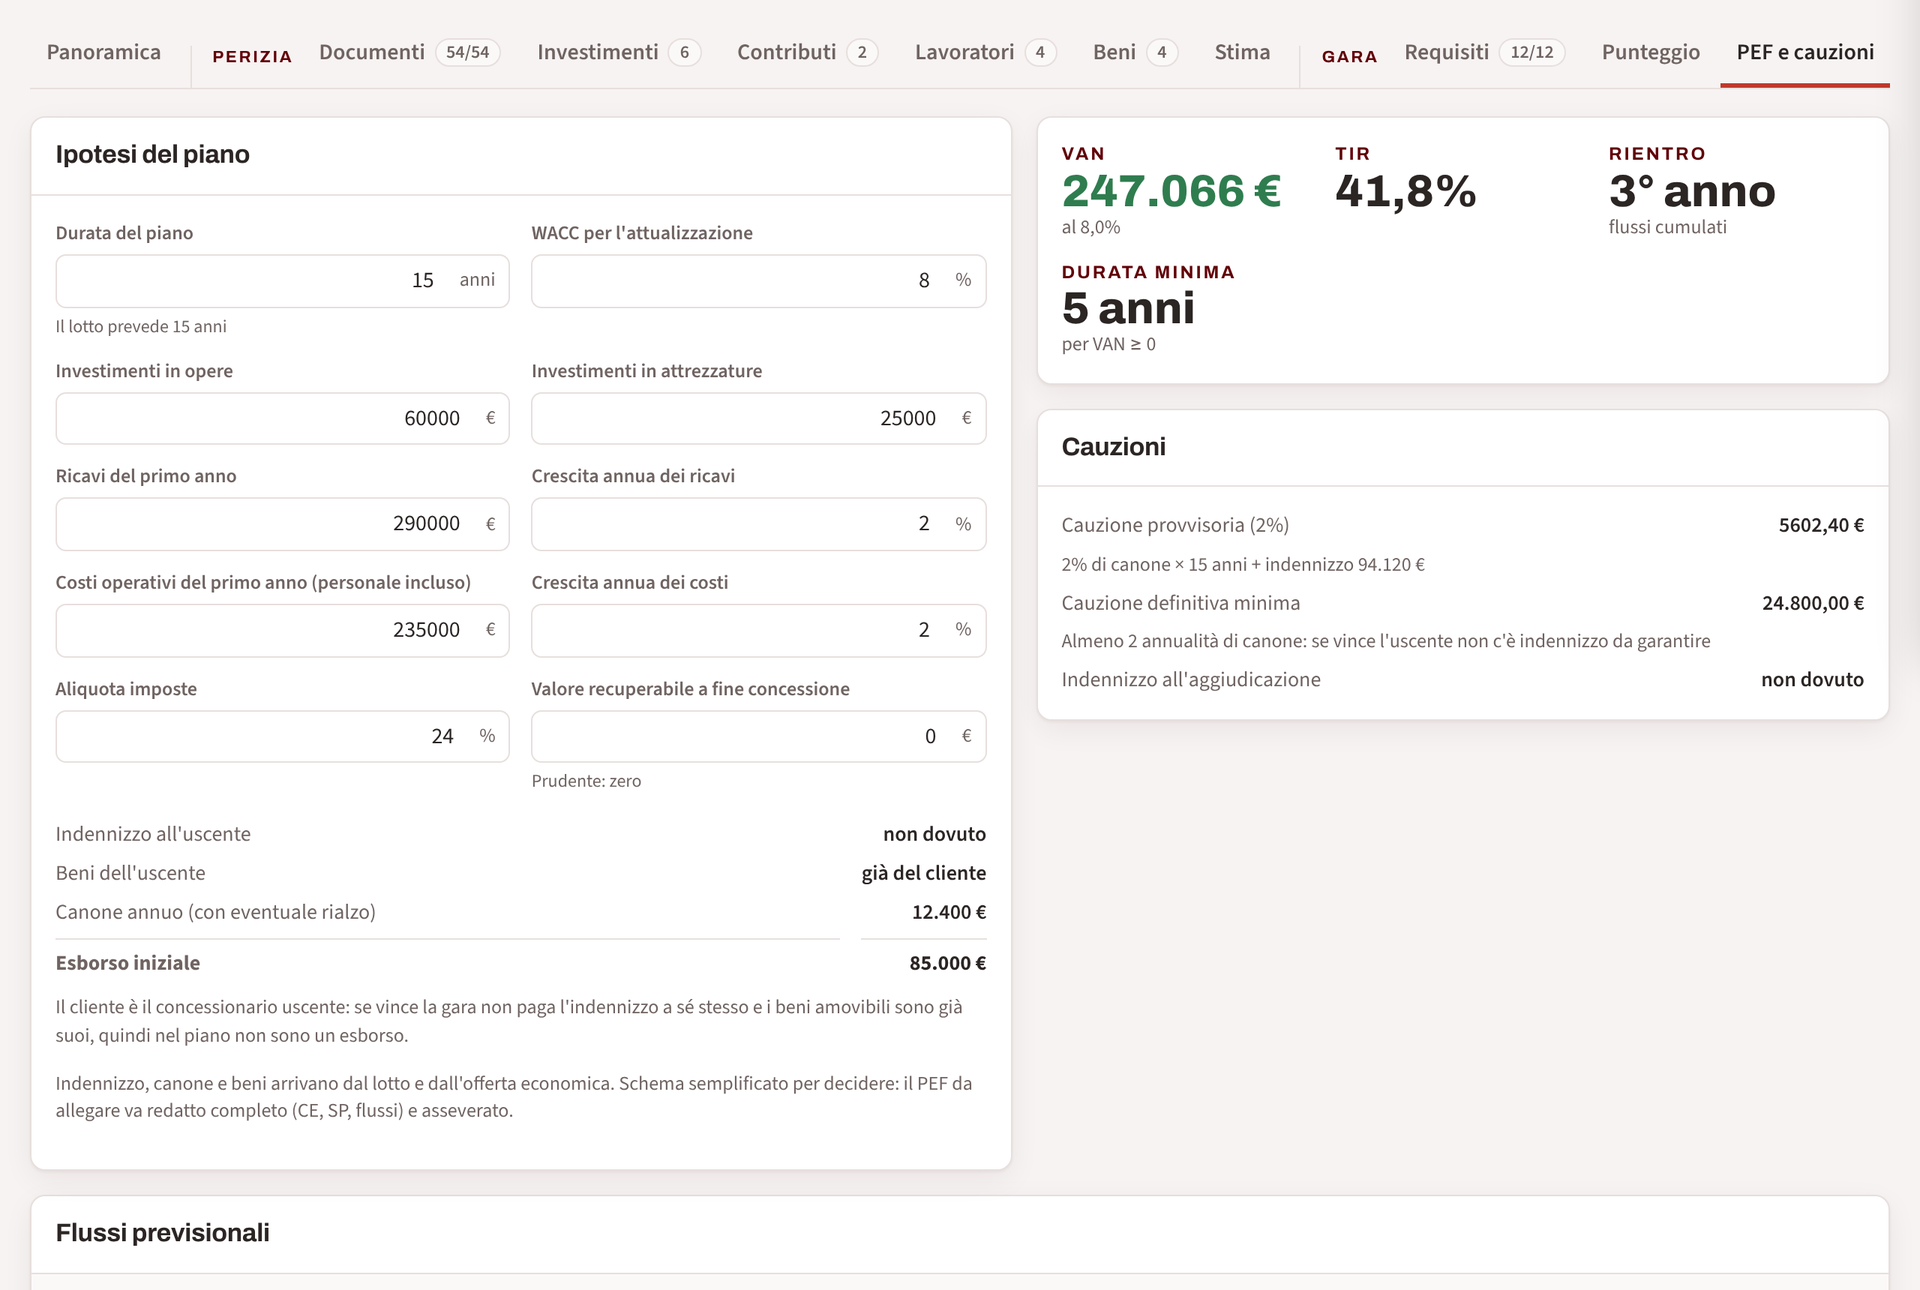 Panoramica
PERIZIA
Documenti 54/54
Investimenti 6
Contributi 2
Lavoratori 4
Beni 4
Stima
GARA
Requisiti 12/12
Punteggio
PEF e cauzioni
Ipotesi del piano
Durata del piano
15 anni
Il lotto prevede 15 anni
WACC per l'attualizzazione
8 %
Investimenti in opere
60000 €
Investimenti in attrezzature
25000 €
Ricavi del primo anno
290000 €
Crescita annua dei ricavi
2 %
Costi operativi del primo anno (personale incluso)
235000 €
Crescita annua dei costi
2 %
Aliquota imposte
24 %
Valore recuperabile a fine concessione
0 €
Prudente: zero
Indennizzo all'uscente non dovuto
Beni dell'uscente già del cliente
Canone annuo (con eventuale rialzo) 12.400 €
Esborso iniziale 85.000 €
Il cliente è il concessionario uscente: se vince la gara non paga l'indennizzo a sé stesso e i beni amovibili sono già
suoi, quindi nel piano non sono un esborso.
Indennizzo, canone e beni arrivano dal lotto e dall'offerta economica. Schema semplificato per decidere: il PEF da
allegare va redatto completo (CE, SP, flussi) e asseverato.
VAN
247.066 €
al 8,0%
TIR
41,8%
RIENTRO
3° anno
flussi cumulati
DURATA MINIMA
5 anni
per VAN ≥ 0
Cauzioni
Cauzione provvisoria (2%) 5602,40 €
2% di canone × 15 anni + indennizzo 94.120 €
Cauzione definitiva minima 24.800,00 €
Almeno 2 annualità di canone: se vince l'uscente non c'è indennizzo da garantire
Indennizzo all'aggiudicazione non dovuto
Flussi previsionali